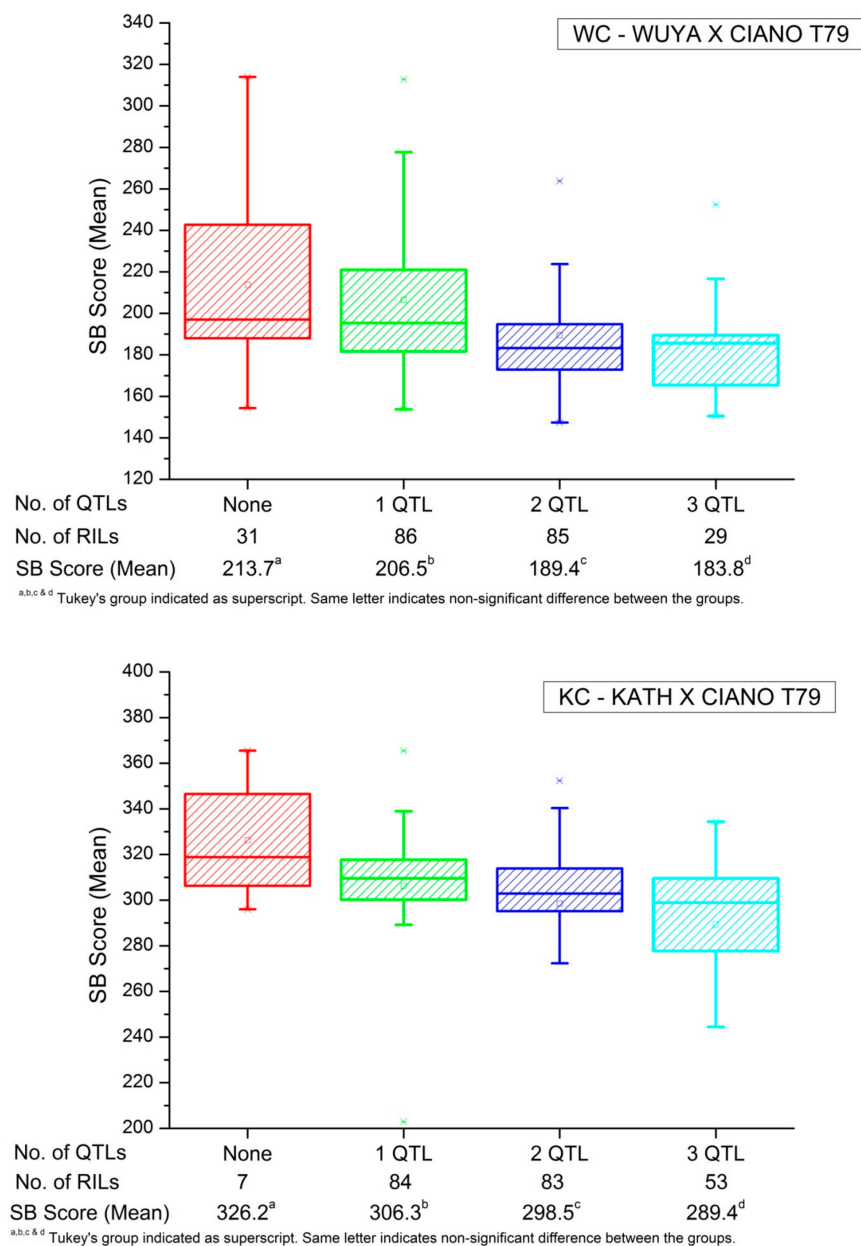 WC - WUYA X CIANO T79
340
320
300
280
260
240
220
200
180
160
140
120
SB Score (Mean)
No. of QTLs None 1 QTL 2 QTL 3 QTL
No. of RILs 31 86 85 29
SB Score (Mean) 213.7ᵃ 206.5ᵇ 189.4ᶜ 183.8ᵈ
ᵃ,ᵇ,ᶜ & ᵈ Tukey's group indicated as superscript. Same letter indicates non-significant difference between the groups.
KC - KATH X CIANO T79
400
380
360
340
320
300
280
260
240
220
200
SB Score (Mean)
No. of QTLs None 1 QTL 2 QTL 3 QTL
No. of RILs 7 84 83 53
SB Score (Mean) 326.2ᵃ 306.3ᵇ 298.5ᶜ 289.4ᵈ
ᵃ,ᵇ,ᶜ & ᵈ Tukey's group indicated as superscript. Same letter indicates non-significant difference between the groups.